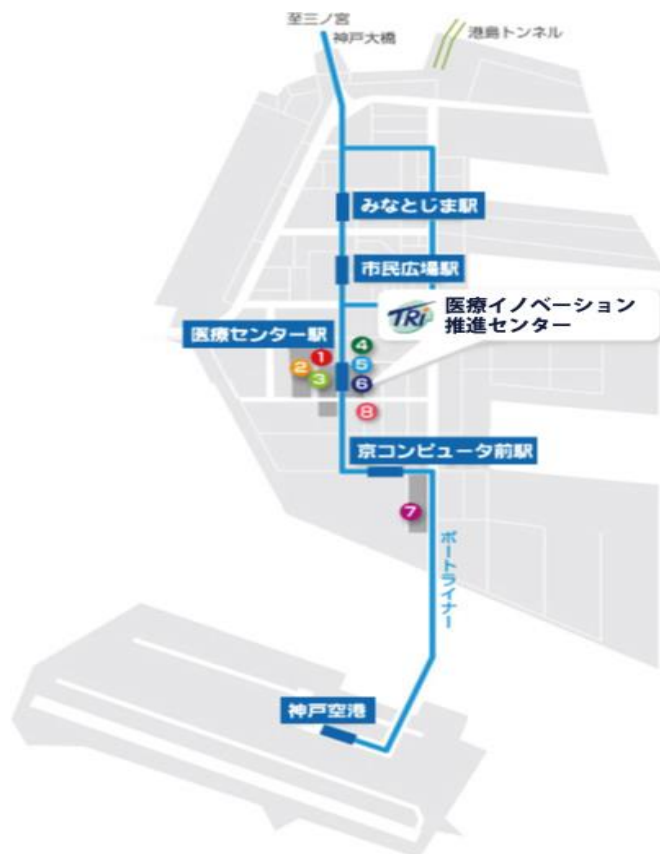 至三ノ宮
神戸大橋
港島トンネル
みなとじま駅
市民広場駅
TRi 医療イノベーション
推進センター
医療センター駅
1
4
2
5
3
6
8
京コンピュータ前駅
7
ポートライナー
神戸空港